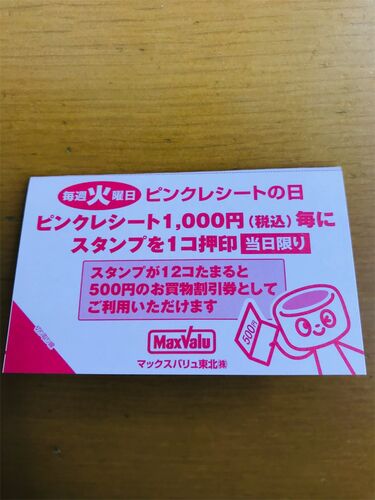 毎週火曜日 ピンクレシートの日
ピンクレシート1,000円(税込)毎に
スタンプを1コ押印 当日限り
スタンプが12コたまると
500円のお買物割引券として
ご利用いただけます
500円
MaxValu
マックスバリュ東北㈱